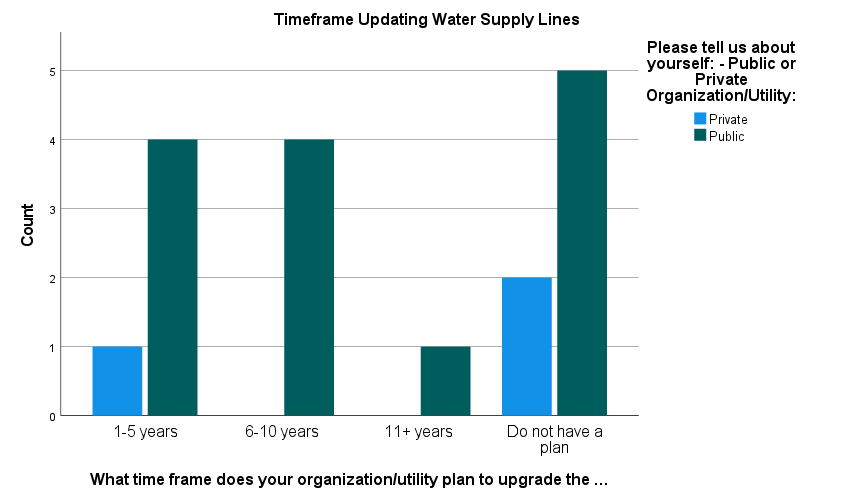 Timeframe Updating Water Supply Lines
Please tell us about
yourself: - Public or
Private
Organization/Utility:
Private
Public
Count
5
4
3
2
1
0
1-5 years
6-10 years
11+ years
Do not have a
plan
What time frame does your organization/utility plan to upgrade the ...